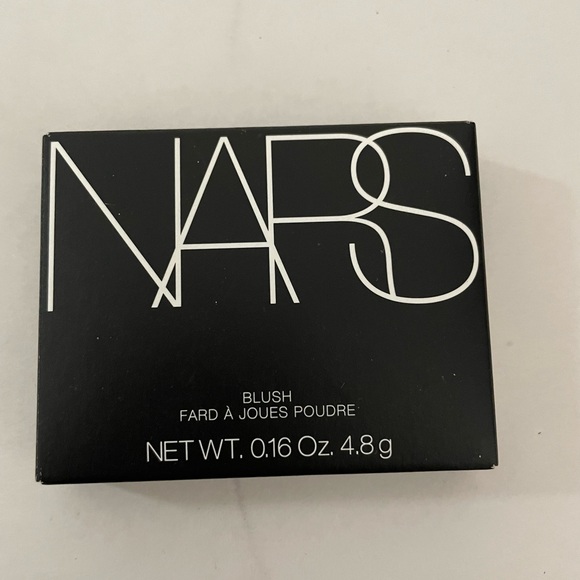 NARS
BLUSH
FARD À JOUES POUDRE
NET WT. 0.16 Oz. 4.8 g